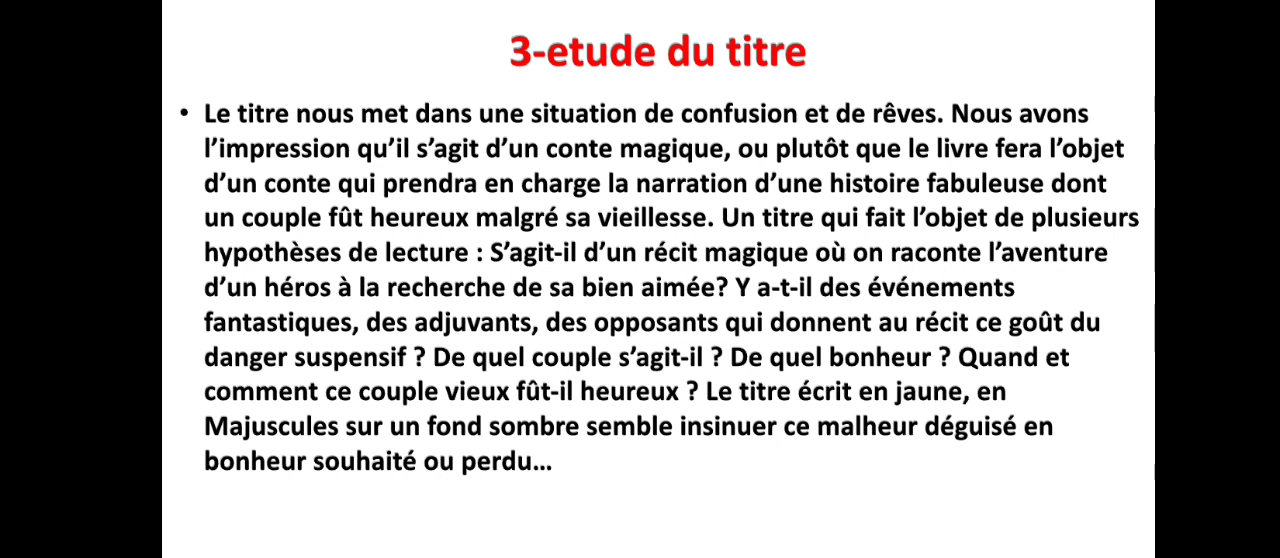 3-etude du titre
• Le titre nous met dans une situation de confusion et de rêves. Nous avons
l’impression qu’il s’agit d’un conte magique, ou plutôt que le livre fera l’objet
d’un conte qui prendra en charge la narration d’une histoire fabuleuse dont
un couple fût heureux malgré sa vieillesse. Un titre qui fait l’objet de plusieurs
hypothèses de lecture : S’agit-il d’un récit magique où on raconte l’aventure
d’un héros à la recherche de sa bien aimée? Y a-t-il des événements
fantastiques, des adjuvants, des opposants qui donnent au récit ce goût du
danger suspensif ? De quel couple s’agit-il ? De quel bonheur ? Quand et
comment ce couple vieux fût-il heureux ? Le titre écrit en jaune, en
Majuscules sur un fond sombre semble insinuer ce malheur déguisé en
bonheur souhaité ou perdu…